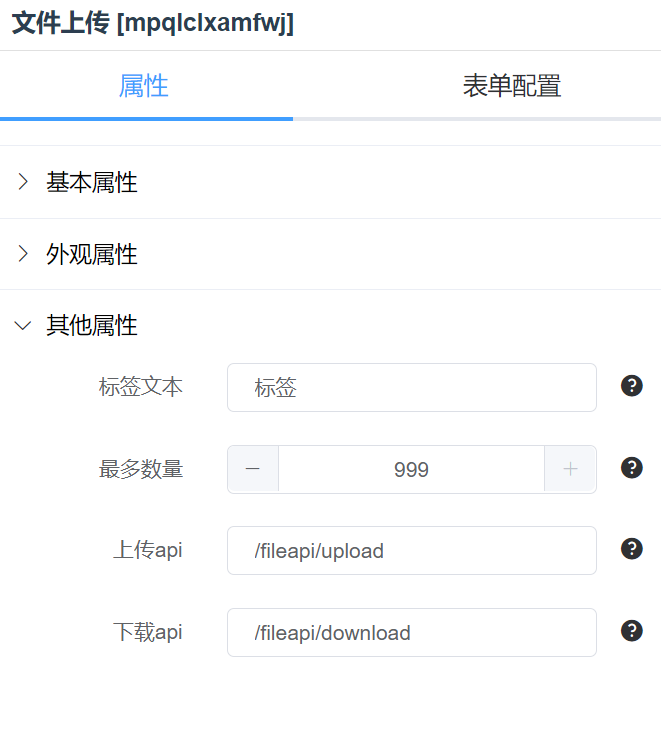 文件上传 [mpqlclxamfwj]
属性 表单配置
基本属性
外观属性
其他属性
标签文本 标签
最多数量 999
上传api /fileapi/upload
下载api /fileapi/download